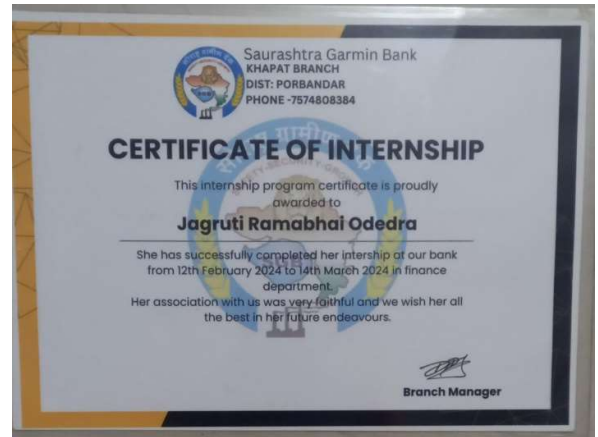 Saurashtra Garmin Bank
KHAPAT BRANCH
DIST: PORBANDAR
PHONE -7574808384
CERTIFICATE OF INTERNSHIP
This internship program certificate is proudly
awarded to
Jagruti Ramabhai Odedra
She has successfully completed her intership at our bank
from 12th February 2024 to 14th March 2024 in finance
department.
Her association with us was very faithful and we wish her all
the best in her future endeavours.
Branch Manager